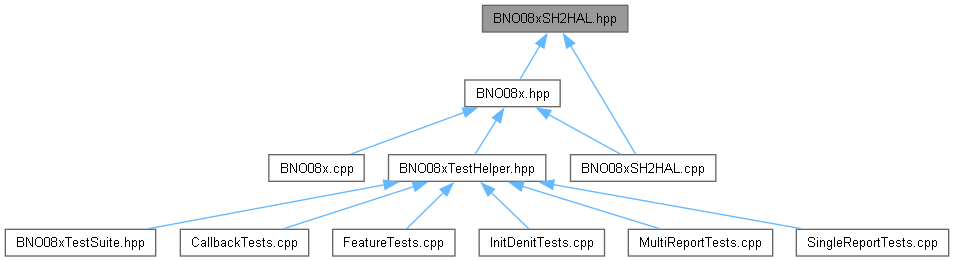 BNO08xSH2HAL.hpp
BNO08x.hpp
BNO08x.cpp
BNO08xTestHelper.hpp
BNO08xSH2HAL.cpp
BNO08xTestSuite.hpp
CallbackTests.cpp
FeatureTests.cpp
InitDenitTests.cpp
MultiReportTests.cpp
SingleReportTests.cpp